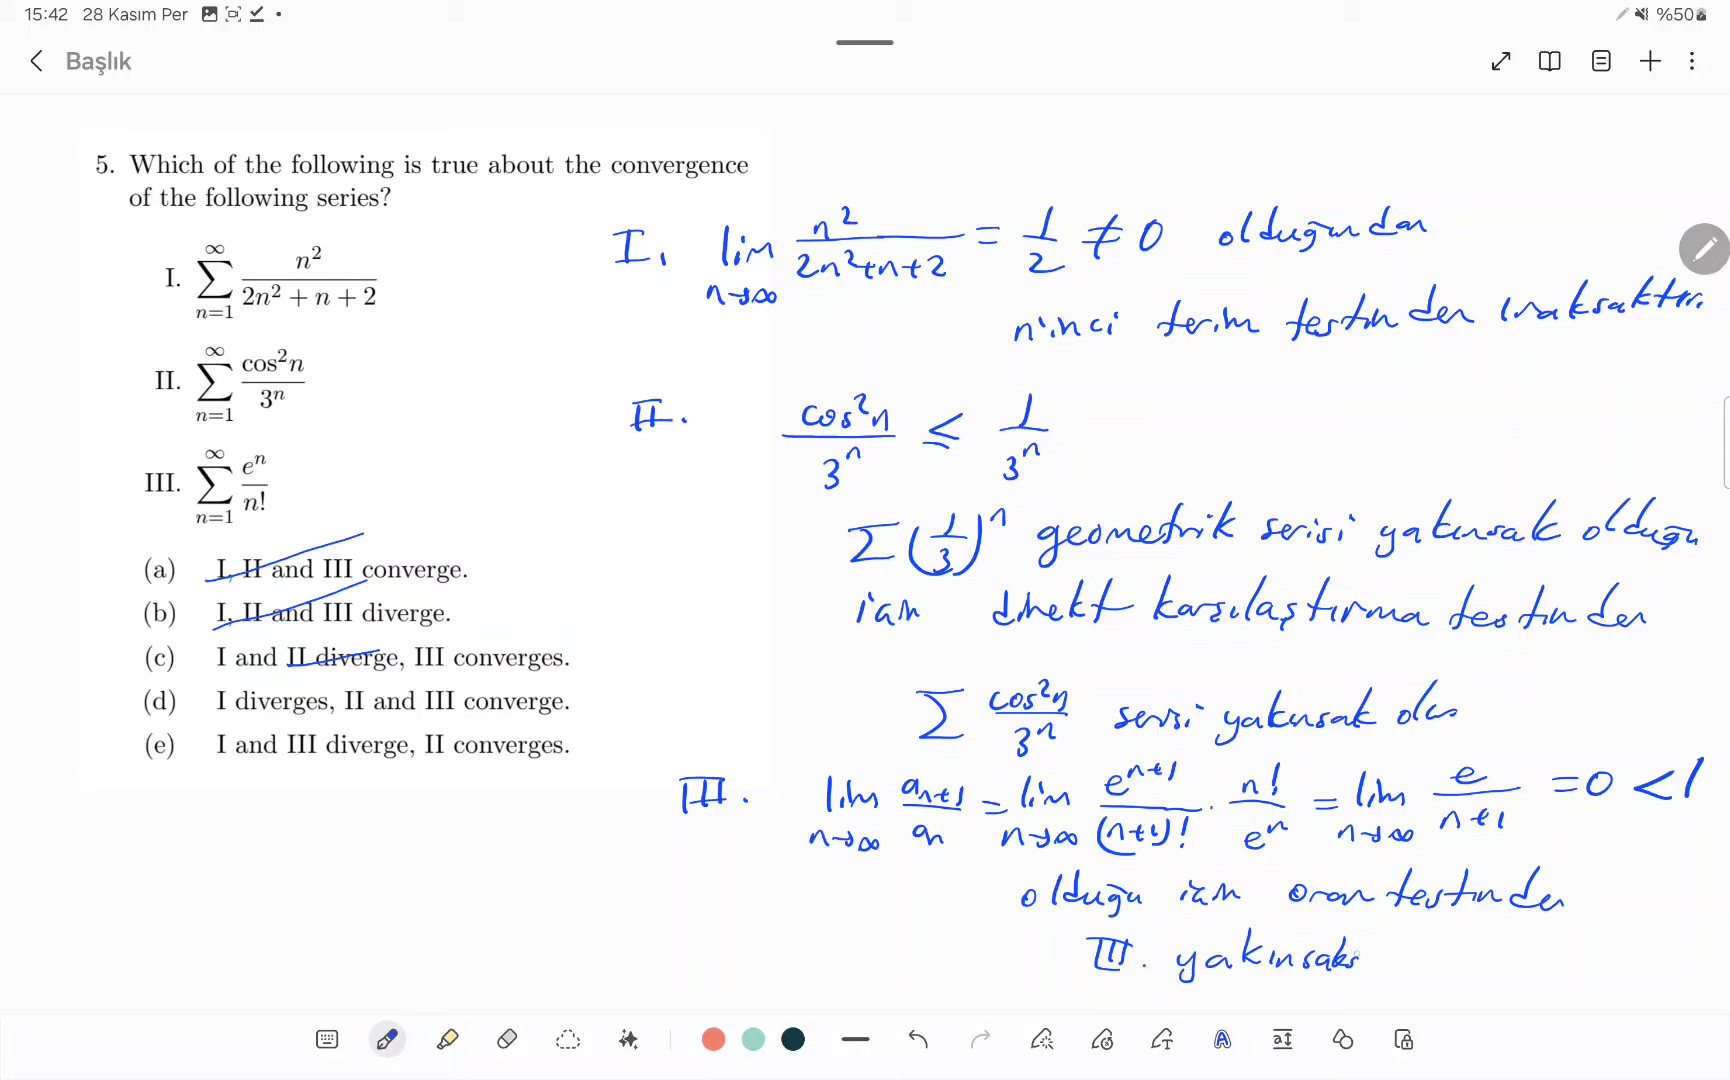 15:42 28 Kasım Per
%50
Başlık
5. Which of the following is true about the convergence
of the following series?
I. ∑_{n=1}^{∞} n²/(2n² + n + 2)
II. ∑_{n=1}^{∞} cos²n/3ⁿ
III. ∑_{n=1}^{∞} eⁿ/n!
(a) I, II and III converge.
(b) I, II and III diverge.
(c) I and II diverge, III converges.
(d) I diverges, II and III converge.
(e) I and III diverge, II converges.
I. lim_{n→∞} n²/(2n²+n+2) = 1/2 ≠ 0 olduğundan
n'inci terim testinden ıraksaktır.
II. cos²n/3ⁿ ≤ 1/3ⁿ
∑(1/3)ⁿ geometrik serisi yakınsak olduğu
için direkt karşılaştırma testinden
∑ cos²n/3ⁿ serisi yakınsak olur
III. lim_{n→∞} aₙ₊₁/aₙ = lim_{n→∞} eⁿ⁺¹/(n+1)! · n!/eⁿ = lim_{n→∞} e/(n+1) = 0 < 1
olduğu için oran testinden
III. yakınsak